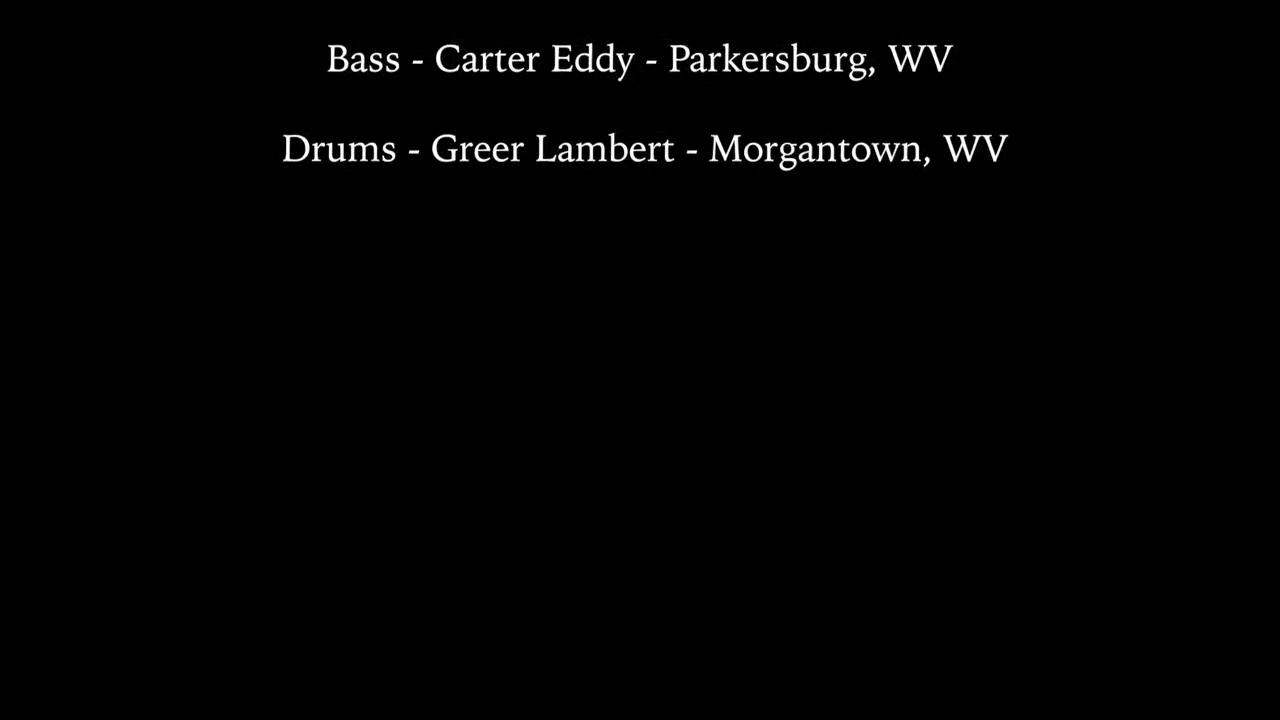 Bass - Carter Eddy - Parkersburg, WV
Drums - Greer Lambert - Morgantown, WV